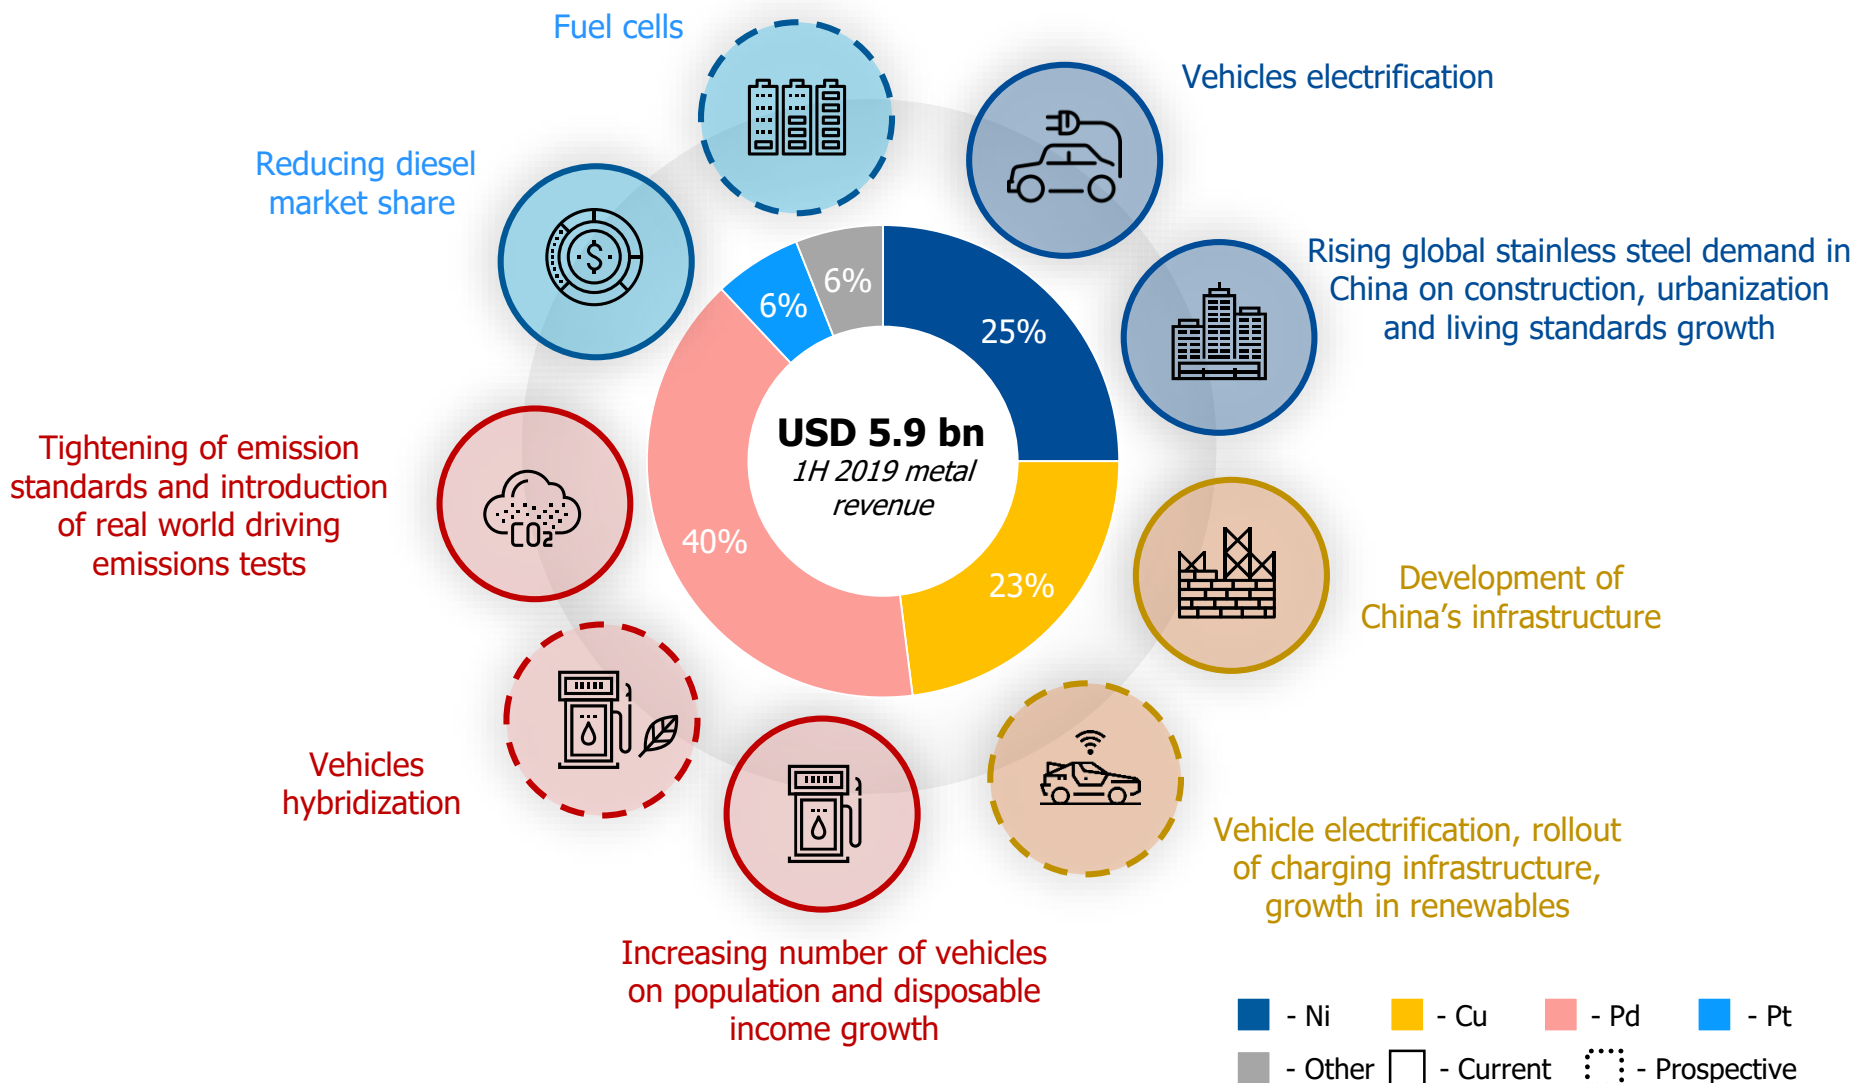 Fuel cells
Vehicles electrification
Reducing diesel
market share
Rising global stainless steel demand in
China on construction, urbanization
and living standards growth
$
6%
6%
25%
USD 5.9 bn
1H 2019 metal
revenue
40%
23%
Tightening of emission
standards and introduction
of real world driving
emissions tests
CO₂
Development of
China’s infrastructure
Vehicles
hybridization
Vehicle electrification, rollout
of charging infrastructure,
growth in renewables
Increasing number of vehicles
on population and disposable
income growth
- Ni
- Cu
- Pd
- Pt
- Other
- Current
- Prospective